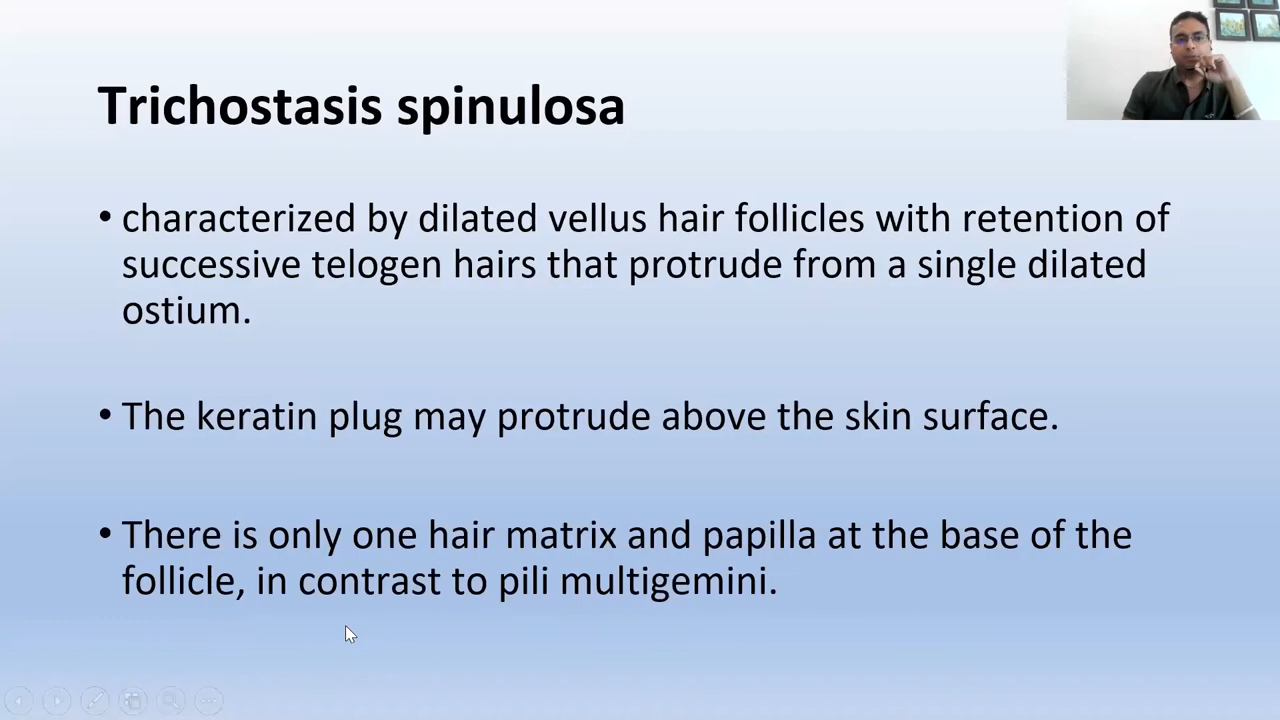 Trichostasis spinulosa
• characterized by dilated vellus hair follicles with retention of
successive telogen hairs that protrude from a single dilated
ostium.
• The keratin plug may protrude above the skin surface.
• There is only one hair matrix and papilla at the base of the
follicle, in contrast to pili multigemini.